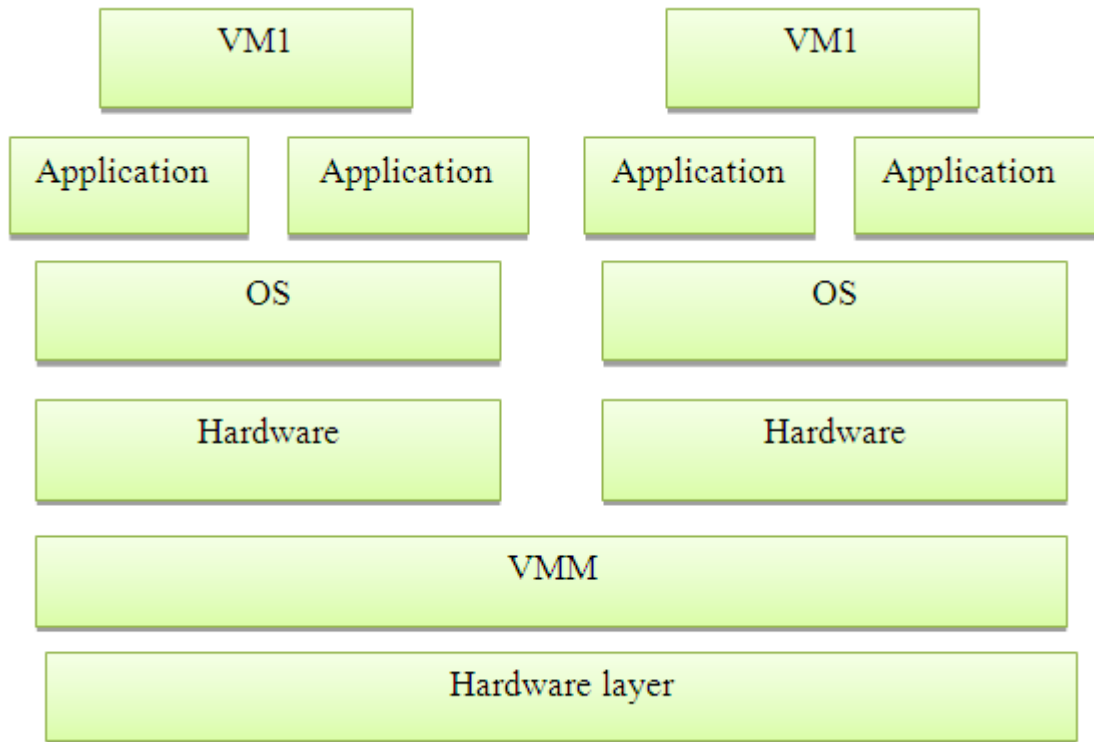 VM1
VM1
Application
Application
Application
Application
OS
OS
Hardware
Hardware
VMM
Hardware layer